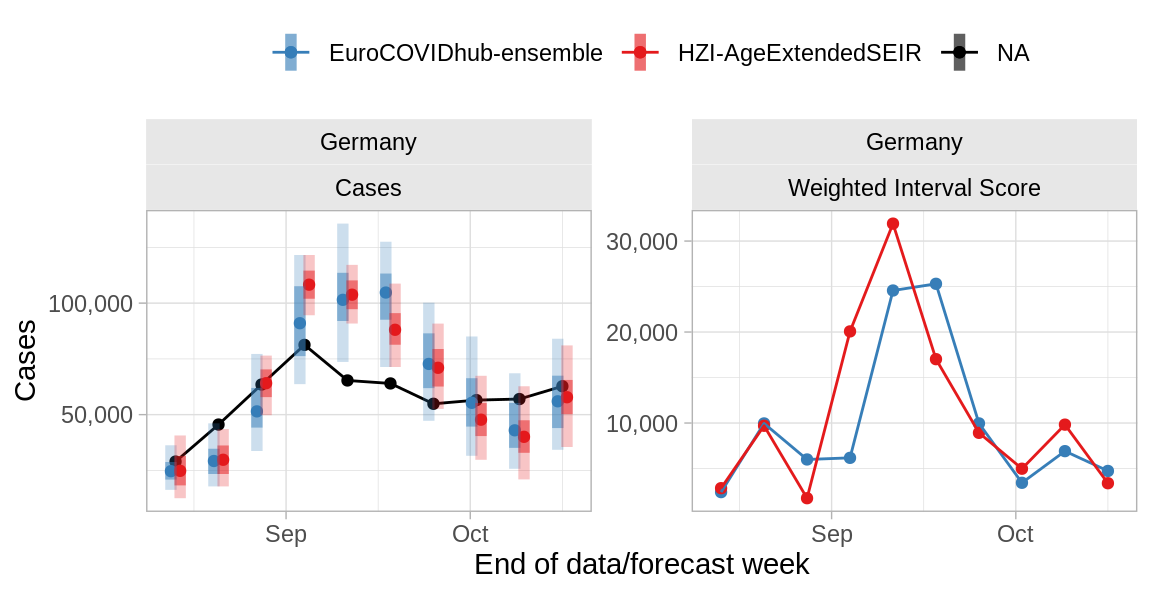 EuroCOVIDhub-ensemble HZI-AgeExtendedSEIR NA
Germany Germany
Cases Weighted Interval Score
Cases
100,000
50,000
30,000
20,000
10,000
Sep Oct Sep Oct
End of data/forecast week